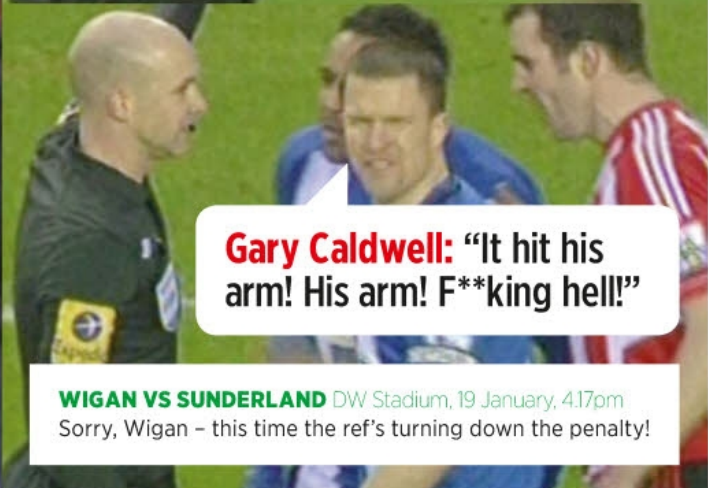 Gary Caldwell: “It hit his
arm! His arm! F**king hell!”
Expedi
WIGAN VS SUNDERLAND DW Stadium, 19 January, 4.17pm
Sorry, Wigan – this time the ref’s turning down the penalty!